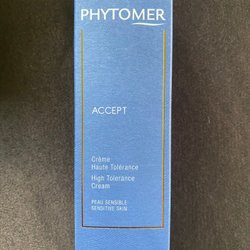 PHYTOMER
ACCEPT
Crème
Haute Tolérance
High Tolerance
Cream
PEAU SENSIBLE
SENSITIVE SKIN